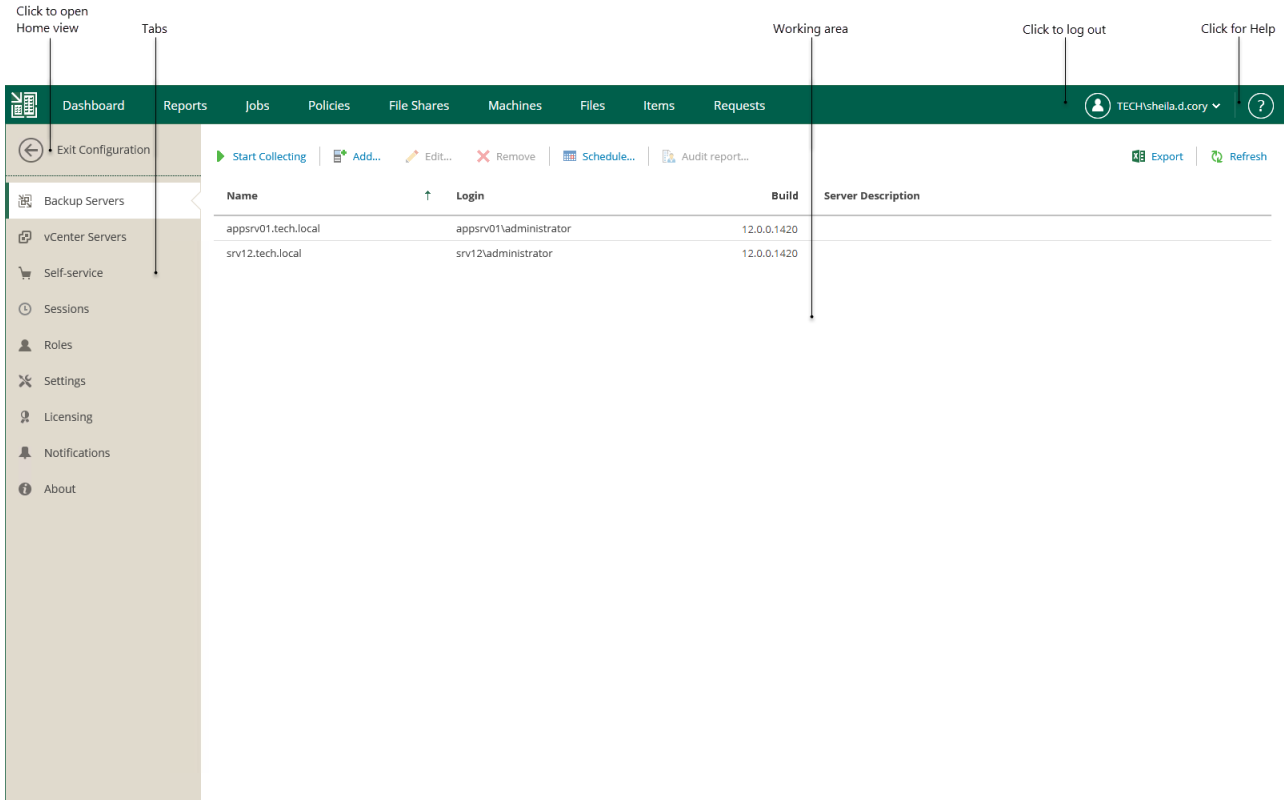 Click to open
Home view
Tabs
Working area
Click to log out
Click for Help
Dashboard Reports Jobs Policies File Shares Machines Files Items Requests TECH\sheila.d.cory ?
Exit Configuration
Start Collecting Add... Edit... Remove Schedule... Audit report... Export Refresh
Name Login Build Server Description
Backup Servers
appsrv01.tech.local appsrv01\administrator 12.0.0.1420
vCenter Servers
srv12.tech.local srv12\administrator 12.0.0.1420
Self-service
Sessions
Roles
Settings
Licensing
Notifications
About